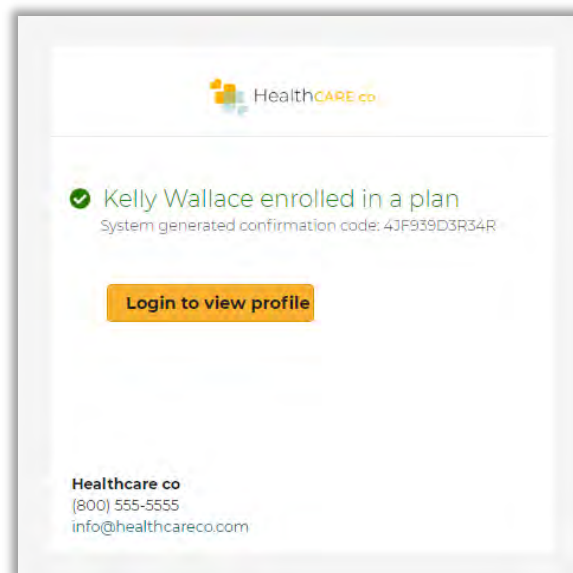 HealthCARE co
Kelly Wallace enrolled in a plan
System generated confirmation code: 4JF939D3R34R
Login to view profile
Healthcare co
(800) 555-5555
info@healthcareco.com